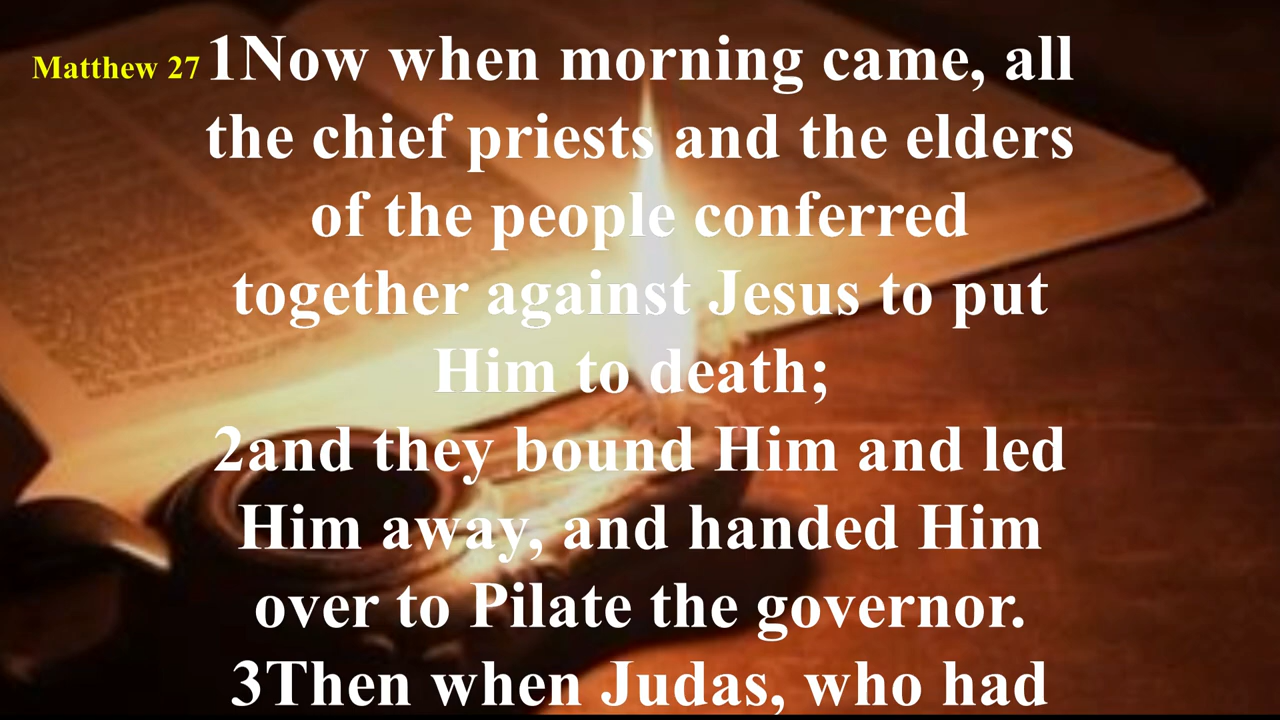 Matthew 27 1Now when morning came, all
the chief priests and the elders
of the people conferred
together against Jesus to put
Him to death;
2and they bound Him and led
Him away, and handed Him
over to Pilate the governor.
3Then when Judas, who had